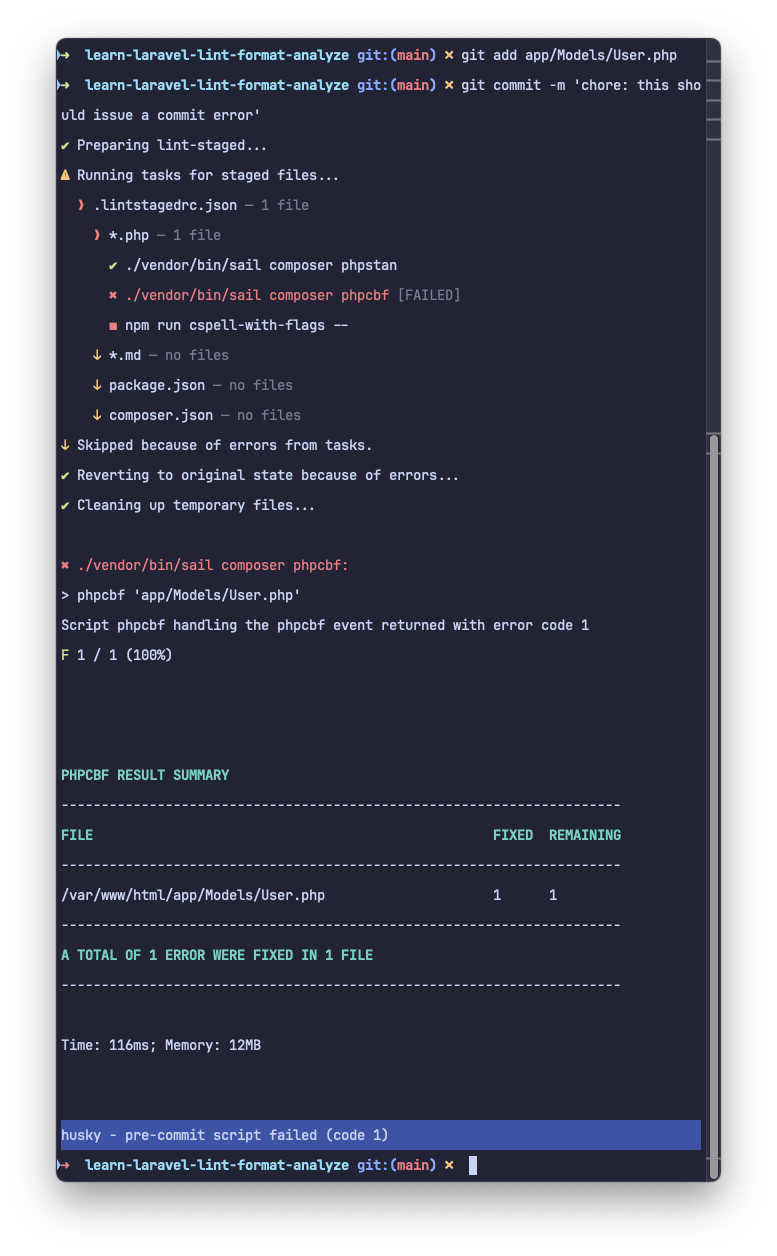 ➜  learn-laravel-lint-format-analyze git:(main) ✗ git add app/Models/User.php
➜  learn-laravel-lint-format-analyze git:(main) ✗ git commit -m 'chore: this sho
uld issue a commit error'
✔ Preparing lint-staged...
⚠ Running tasks for staged files...
  ❯ .lintstagedrc.json — 1 file
    ❯ *.php — 1 file
      ✔ ./vendor/bin/sail composer phpstan
      ✖ ./vendor/bin/sail composer phpcbf [FAILED]
      ■ npm run cspell-with-flags --
    ↓ *.md — no files
    ↓ package.json — no files
    ↓ composer.json — no files
↓ Skipped because of errors from tasks.
✔ Reverting to original state because of errors...
✔ Cleaning up temporary files...
✖ ./vendor/bin/sail composer phpcbf:
> phpcbf 'app/Models/User.php'
Script phpcbf handling the phpcbf event returned with error code 1
F 1 / 1 (100%)
PHPCBF RESULT SUMMARY
----------------------------------------------------------------------
FILE                                                  FIXED  REMAINING
----------------------------------------------------------------------
/var/www/html/app/Models/User.php                     1      1
----------------------------------------------------------------------
A TOTAL OF 1 ERROR WERE FIXED IN 1 FILE
----------------------------------------------------------------------
Time: 116ms; Memory: 12MB
husky - pre-commit script failed (code 1)
➜  learn-laravel-lint-format-analyze git:(main) ✗